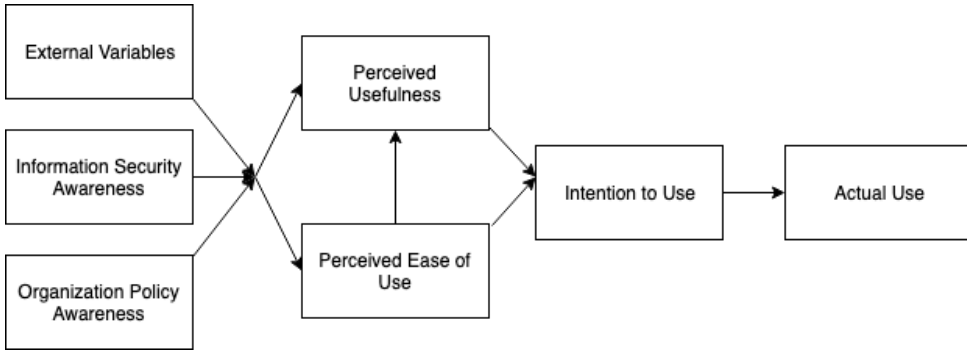 External Variables
Perceived
Usefulness
Information Security
Awareness
Intention to Use
Actual Use
Perceived Ease of
Use
Organization Policy
Awareness